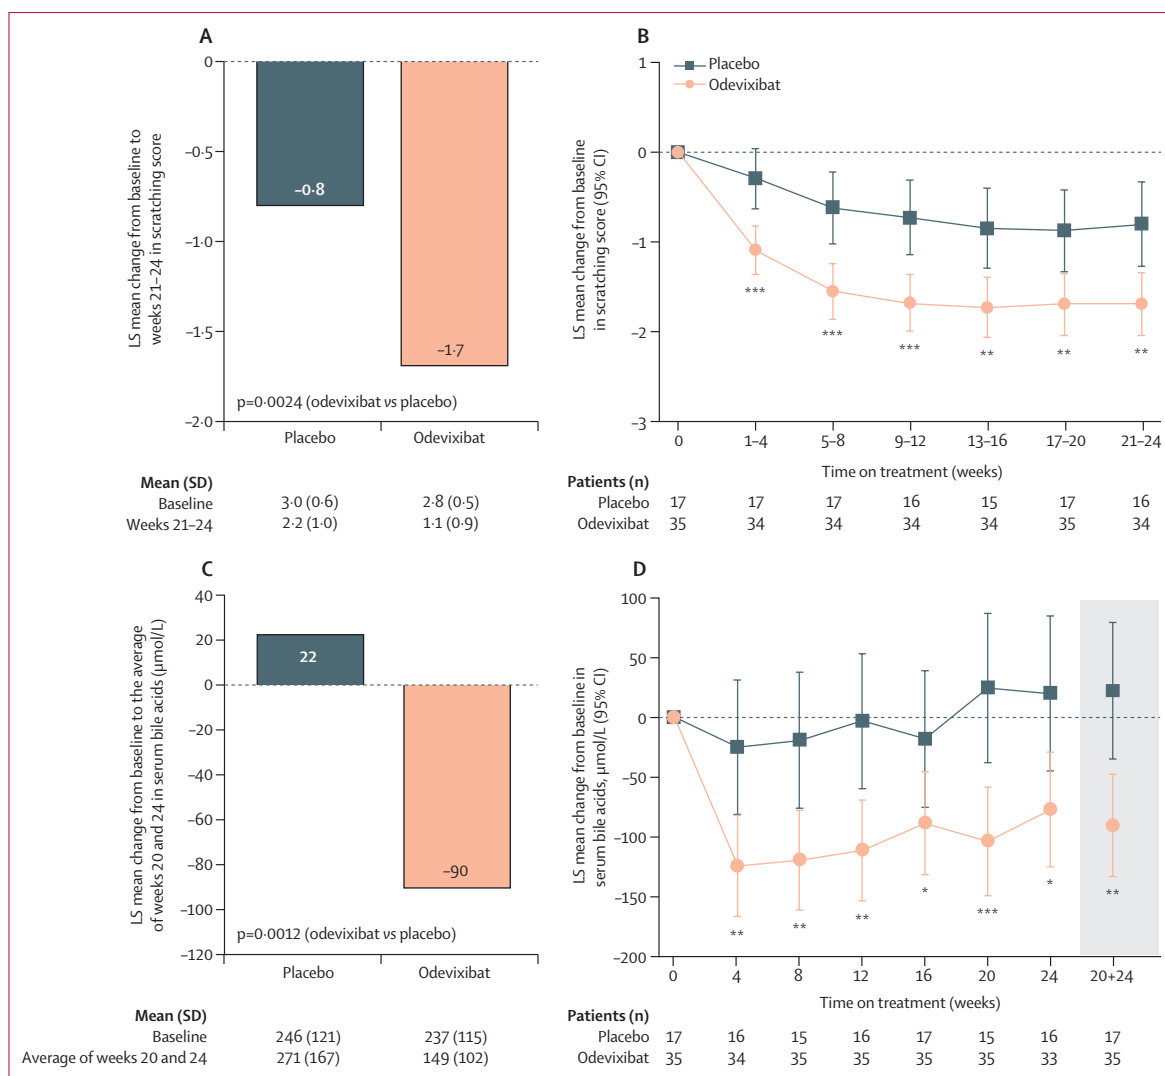 A
LS mean change from baseline to
weeks 21–24 in scratching score
0
–0·5
–1·0
–1·5
–2·0
–0·8
–1·7
p=0·0024 (odevixibat vs placebo)
Placebo
Odevixibat
Mean (SD)
Baseline 3·0 (0·6) 2·8 (0·5)
Weeks 21–24 2·2 (1·0) 1·1 (0·9)
B
Placebo
Odevixibat
LS mean change from baseline
in scratching score (95% CI)
1
0
–1
–2
–3
*** *** *** ** ** **
0 1–4 5–8 9–12 13–16 17–20 21–24
Time on treatment (weeks)
Patients (n)
Placebo 17 17 17 16 15 17 16
Odevixibat 35 34 34 34 34 35 34
C
LS mean change from baseline to the average
of weeks 20 and 24 in serum bile acids (μmol/L)
40
20
0
–20
–40
–60
–80
–100
–120
22
–90
p=0·0012 (odevixibat vs placebo)
Placebo
Odevixibat
Mean (SD)
Baseline 246 (121) 237 (115)
Average of weeks 20 and 24 271 (167) 149 (102)
D
LS mean change from baseline in
serum bile acids, μmol/L (95% CI)
100
50
0
–50
–100
–150
–200
** ** ** * *** * **
0 4 8 12 16 20 24 20+24
Time on treatment (weeks)
Patients (n)
Placebo 17 16 15 16 17 15 16 17
Odevixibat 35 34 35 35 35 35 33 35